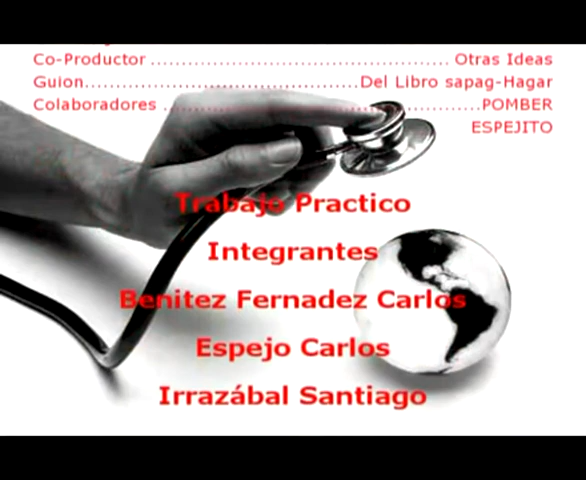 Co-Productor ................................................ Otras Ideas
Guion............................................Del Libro sapag-Hagar
Colaboradores ...................................................POMBER
ESPEJITO
Trabajo Practico
Integrantes
Benitez Fernadez Carlos
Espejo Carlos
Irrazábal Santiago